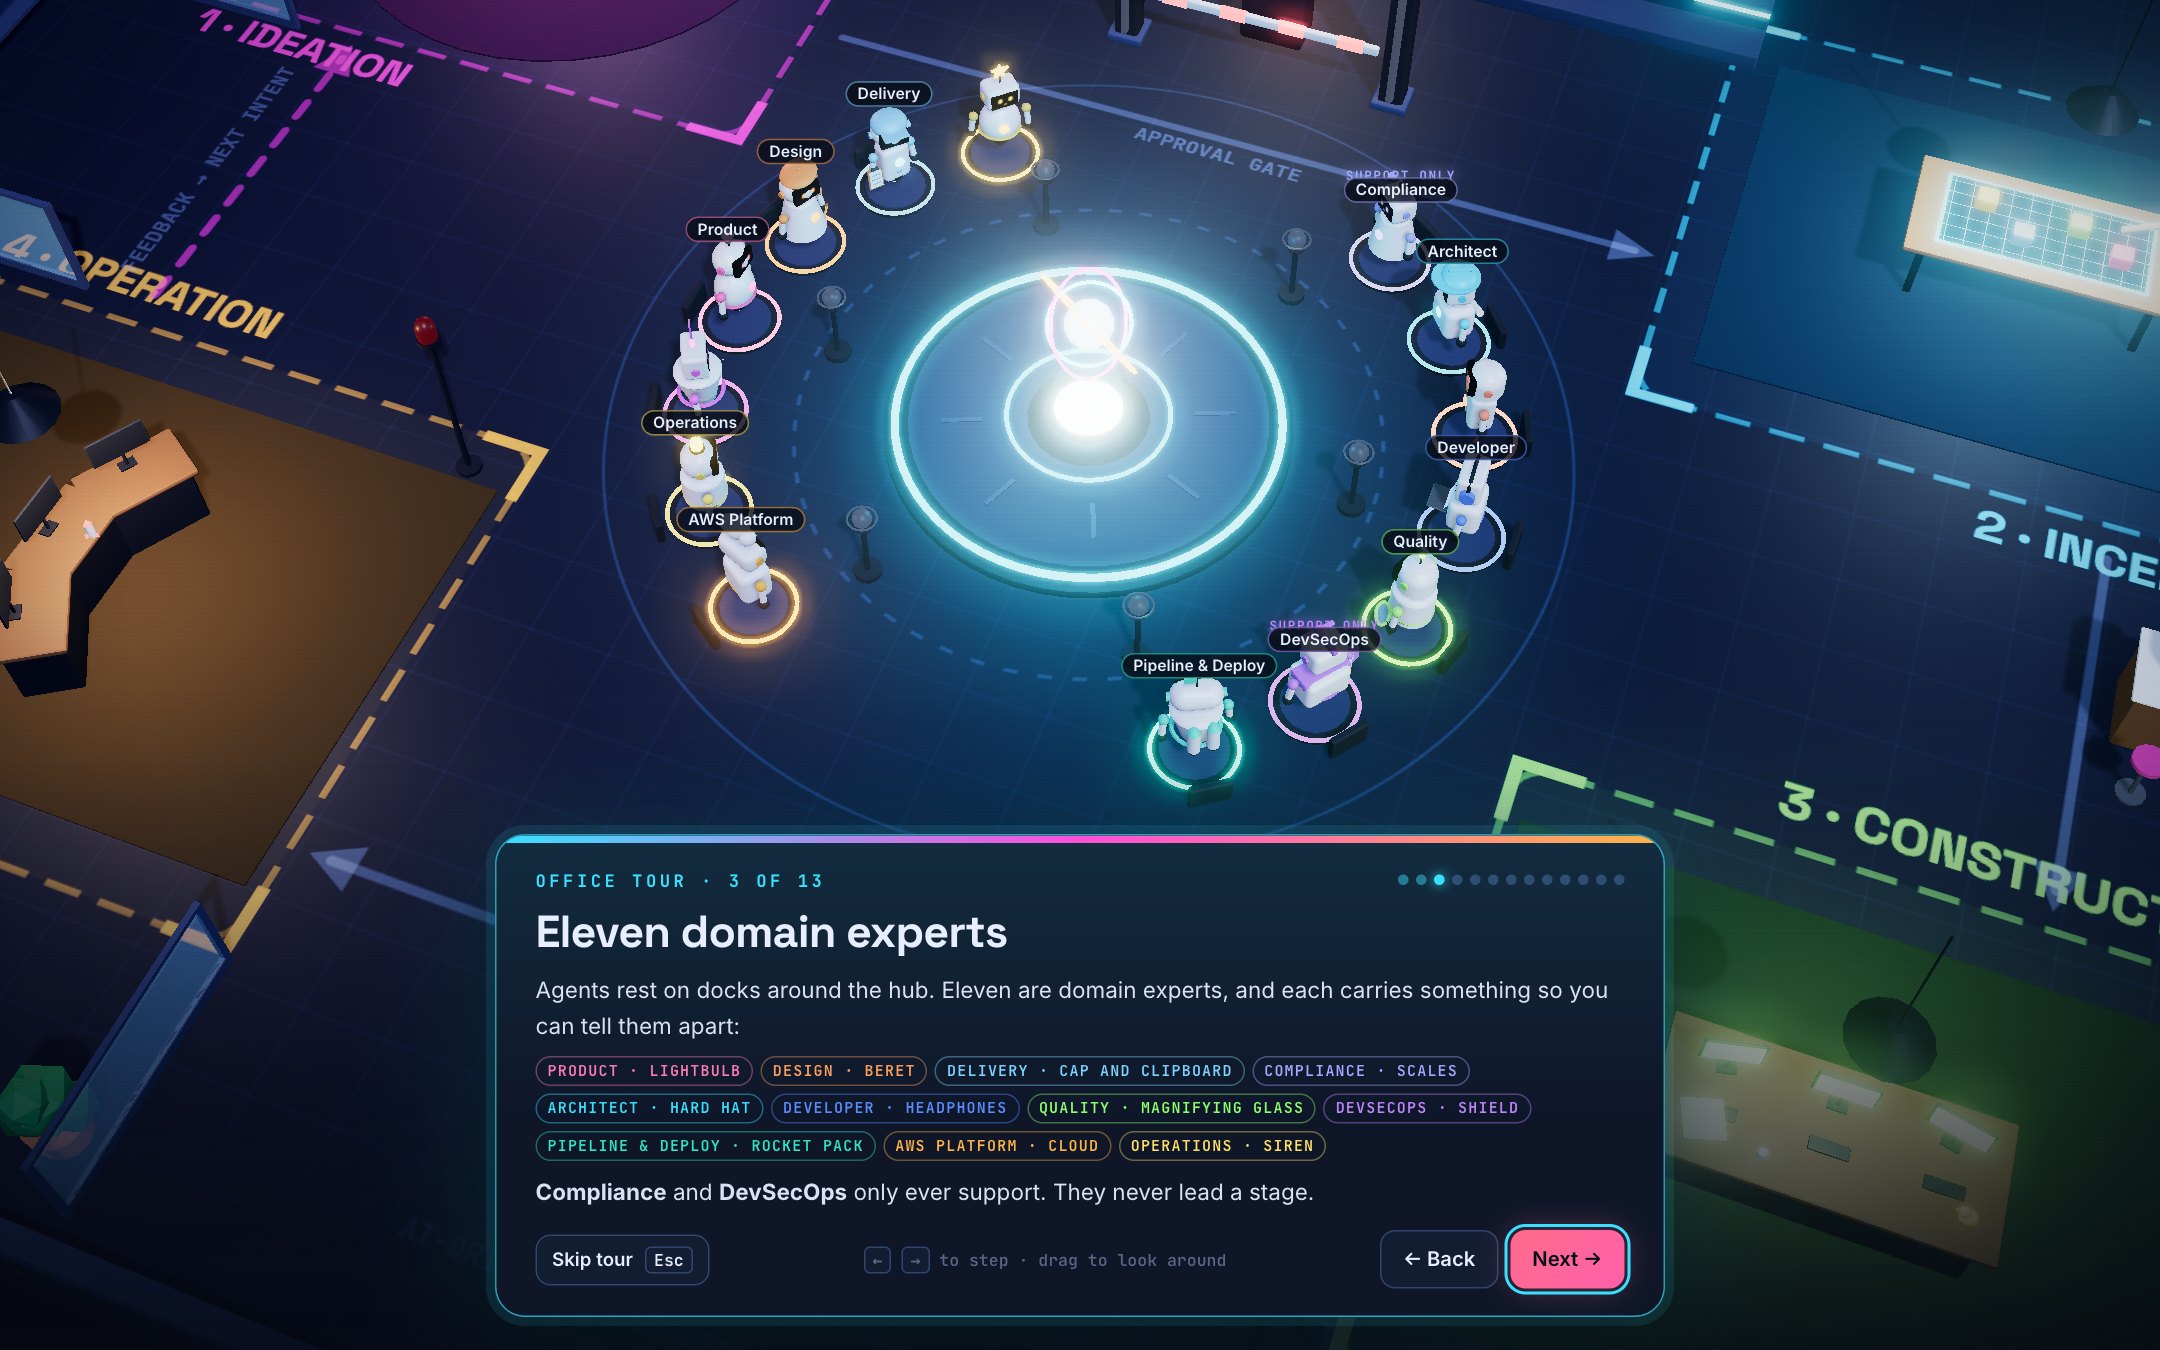 1 · IDEATION
FEEDBACK → NEXT INTENT
4. OPERATION
APPROVAL GATE
Delivery
Design
Product
Operations
AWS Platform
SUPPORT ONLY
Compliance
Architect
Developer
Quality
SUPPORT ONLY
DevSecOps
Pipeline & Deploy
2 · INCE
3 · CONSTRUCT
OFFICE TOUR · 3 OF 13
Eleven domain experts
Agents rest on docks around the hub. Eleven are domain experts, and each carries something so you
can tell them apart:
PRODUCT · LIGHTBULB
DESIGN · BERET
DELIVERY · CAP AND CLIPBOARD
COMPLIANCE · SCALES
ARCHITECT · HARD HAT
DEVELOPER · HEADPHONES
QUALITY · MAGNIFYING GLASS
DEVSECOPS · SHIELD
PIPELINE & DEPLOY · ROCKET PACK
AWS PLATFORM · CLOUD
OPERATIONS · SIREN
Compliance and DevSecOps only ever support. They never lead a stage.
Skip tour Esc
← → to step · drag to look around
← Back
Next →